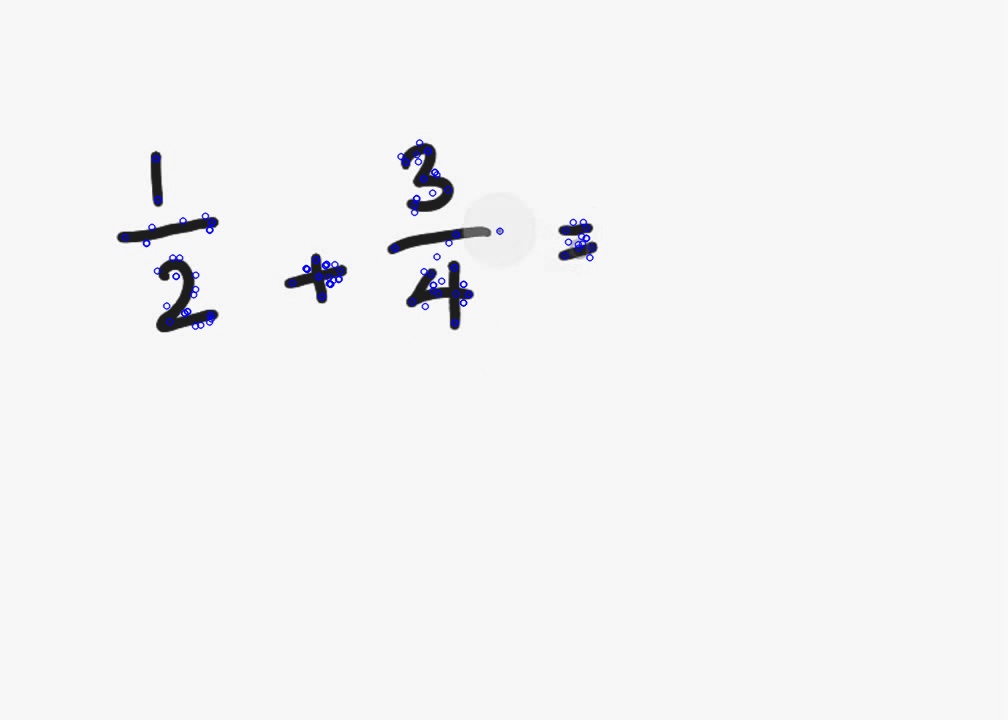 1/2 + 3/4 =